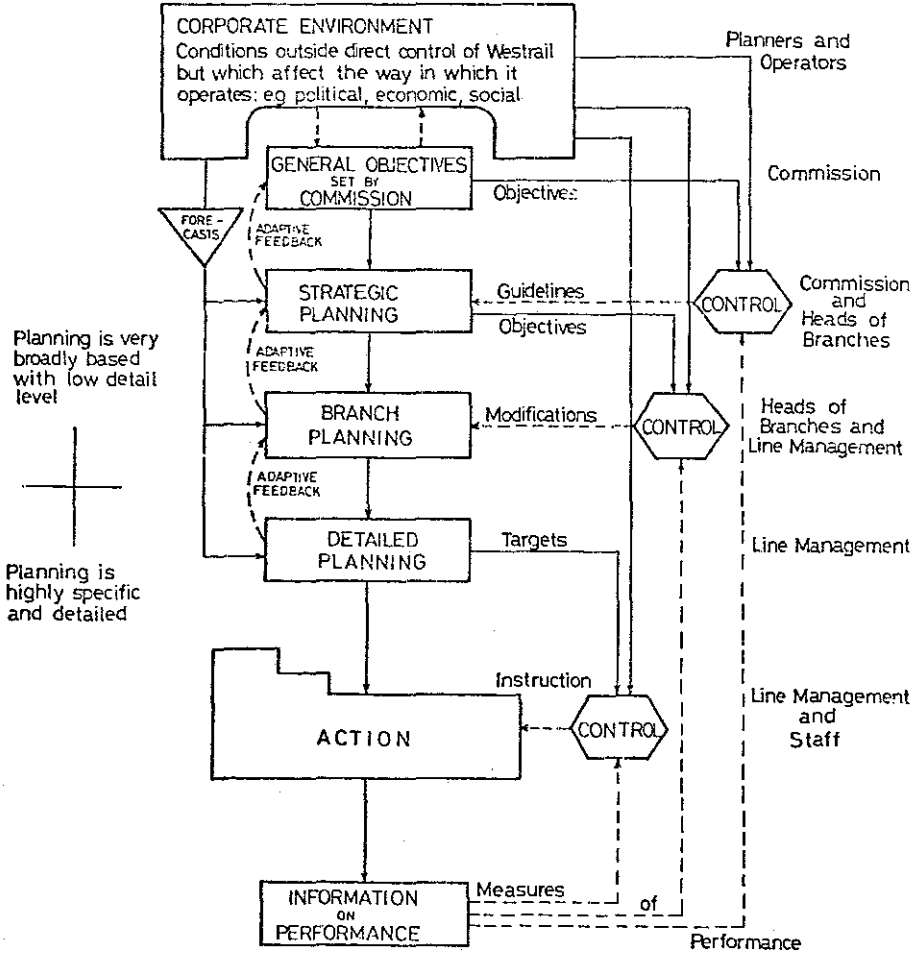 CORPORATE ENVIRONMENT
Conditions outside direct control of Westrail
but which affect the way in which it
operates: eg political, economic, social
Planners and
Operators
GENERAL OBJECTIVES
SET BY
COMMISSION
Objectives
Commission
FORE-
CASTS
ADAPTIVE
FEEDBACK
STRATEGIC
PLANNING
Guidelines
Objectives
CONTROL
Commission
and
Heads of
Branches
Planning is very
broadly based
with low detail
level
ADAPTIVE
FEEDBACK
BRANCH
PLANNING
Modifications
CONTROL
Heads of
Branches and
Line Management
ADAPTIVE
FEEDBACK
DETAILED
PLANNING
Targets
Line Management
Planning is
highly specific
and detailed
Instruction
ACTION
CONTROL
Line Management
and
Staff
INFORMATION
ON
PERFORMANCE
Measures
of
Performance